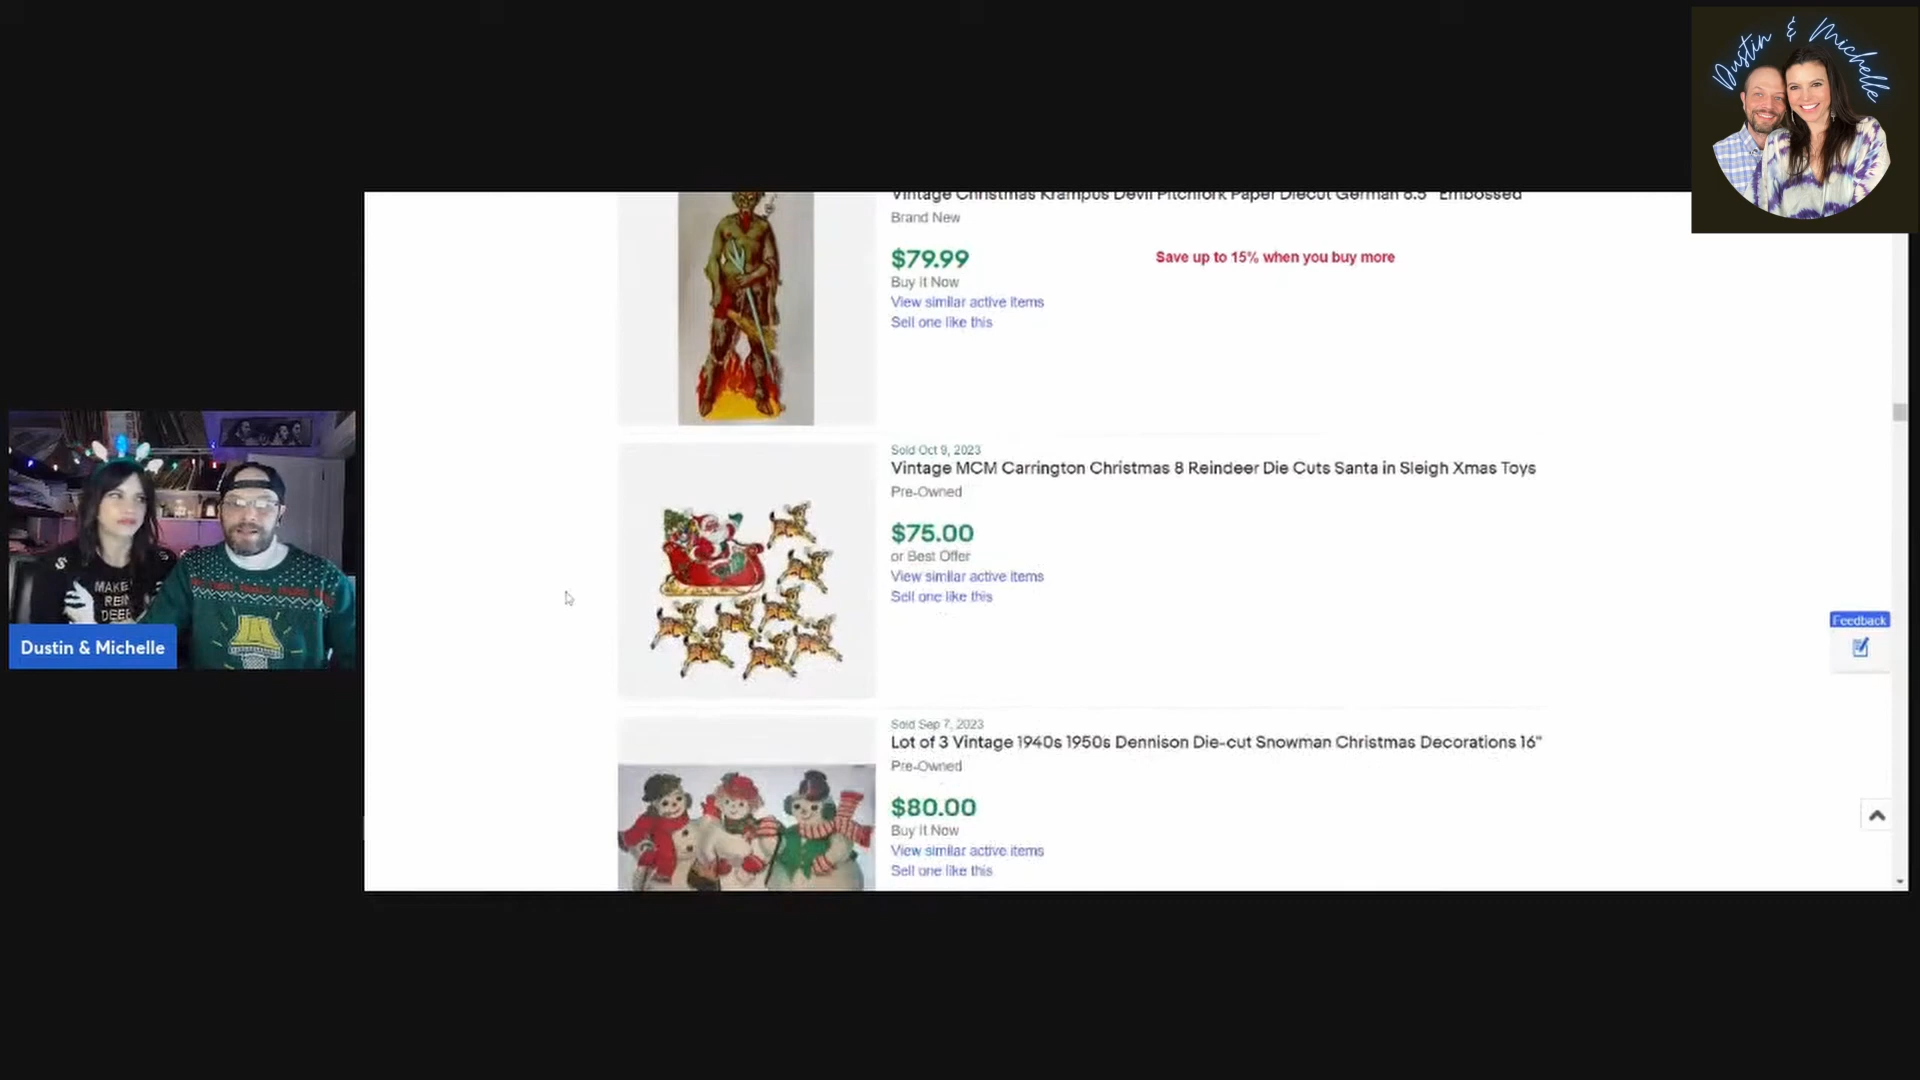 Dustin & Michelle
Vintage Christmas Krampus Devil Pitchfork Paper Diecut German 6.5" Embossed
Brand New
$79.99
Save up to 15% when you buy more
Buy It Now
View similar active items
Sell one like this
Sold Oct 9, 2023
Vintage MCM Carrington Christmas 8 Reindeer Die Cuts Santa in Sleigh Xmas Toys
Pre-Owned
$75.00
or Best Offer
View similar active items
Sell one like this
Feedback
Sold Sep 7, 2023
Lot of 3 Vintage 1940s 1950s Dennison Die-cut Snowman Christmas Decorations 16"
Pre-Owned
$80.00
Buy It Now
View similar active items
Sell one like this
MAKE
REIN
DEER
Dustin & Michelle